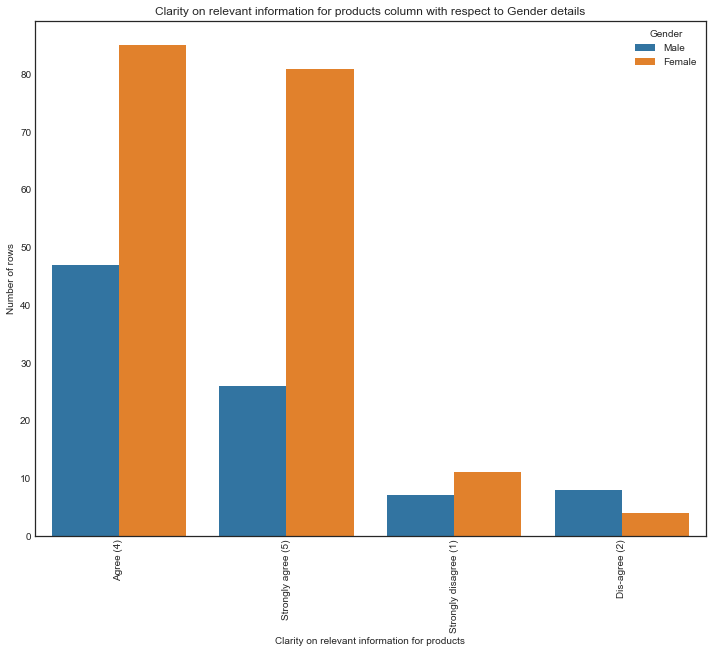 Clarity on relevant information for products column with respect to Gender details
Gender
Male
Female
Number of rows
80
70
60
50
40
30
20
10
0
Agree (4)
Strongly agree (5)
Strongly disagree (1)
Dis-agree (2)
Clarity on relevant information for products